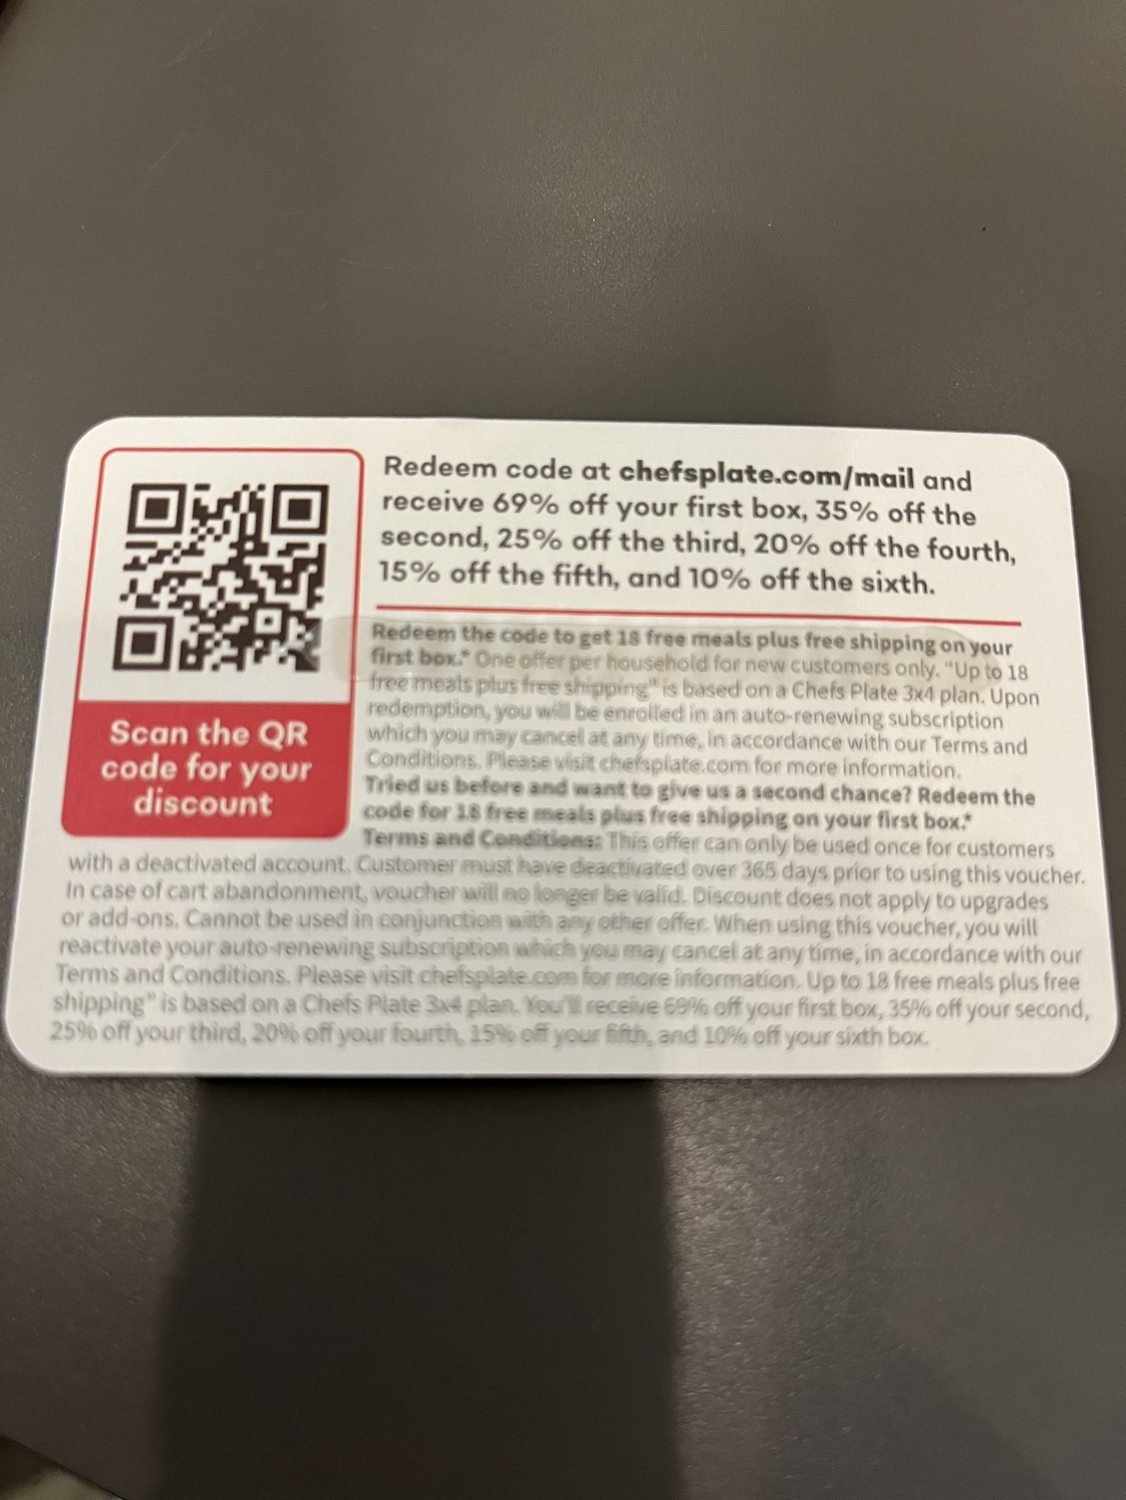 Redeem code at chefsplate.com/mail and
receive 69% off your first box, 35% off the
second, 25% off the third, 20% off the fourth,
15% off the fifth, and 10% off the sixth.
Redeem the code to get 18 free meals plus free shipping on your
first box.* One offer per household for new customers only. "Up to 18
free meals plus free shipping" is based on a Chefs Plate 3x4 plan. Upon
redemption, you will be enrolled in an auto-renewing subscription
which you may cancel at any time, in accordance with our Terms and
Conditions. Please visit chefsplate.com for more information.
Tried us before and want to give us a second chance? Redeem the
code for 18 free meals plus free shipping on your first box.*
Terms and Conditions: This offer can only be used once for customers
with a deactivated account. Customer must have deactivated over 365 days prior to using this voucher.
In case of cart abandonment, voucher will no longer be valid. Discount does not apply to upgrades
or add-ons. Cannot be used in conjunction with any other offer. When using this voucher, you will
reactivate your auto-renewing subscription which you may cancel at any time, in accordance with our
Terms and Conditions. Please visit chefsplate.com for more information. Up to 18 free meals plus free
shipping" is based on a Chefs Plate 3x4 plan. You'll receive 69% off your first box, 35% off your second,
25% off your third, 20% off your fourth, 15% off your fifth, and 10% off your sixth box.
Scan the QR
code for your
discount